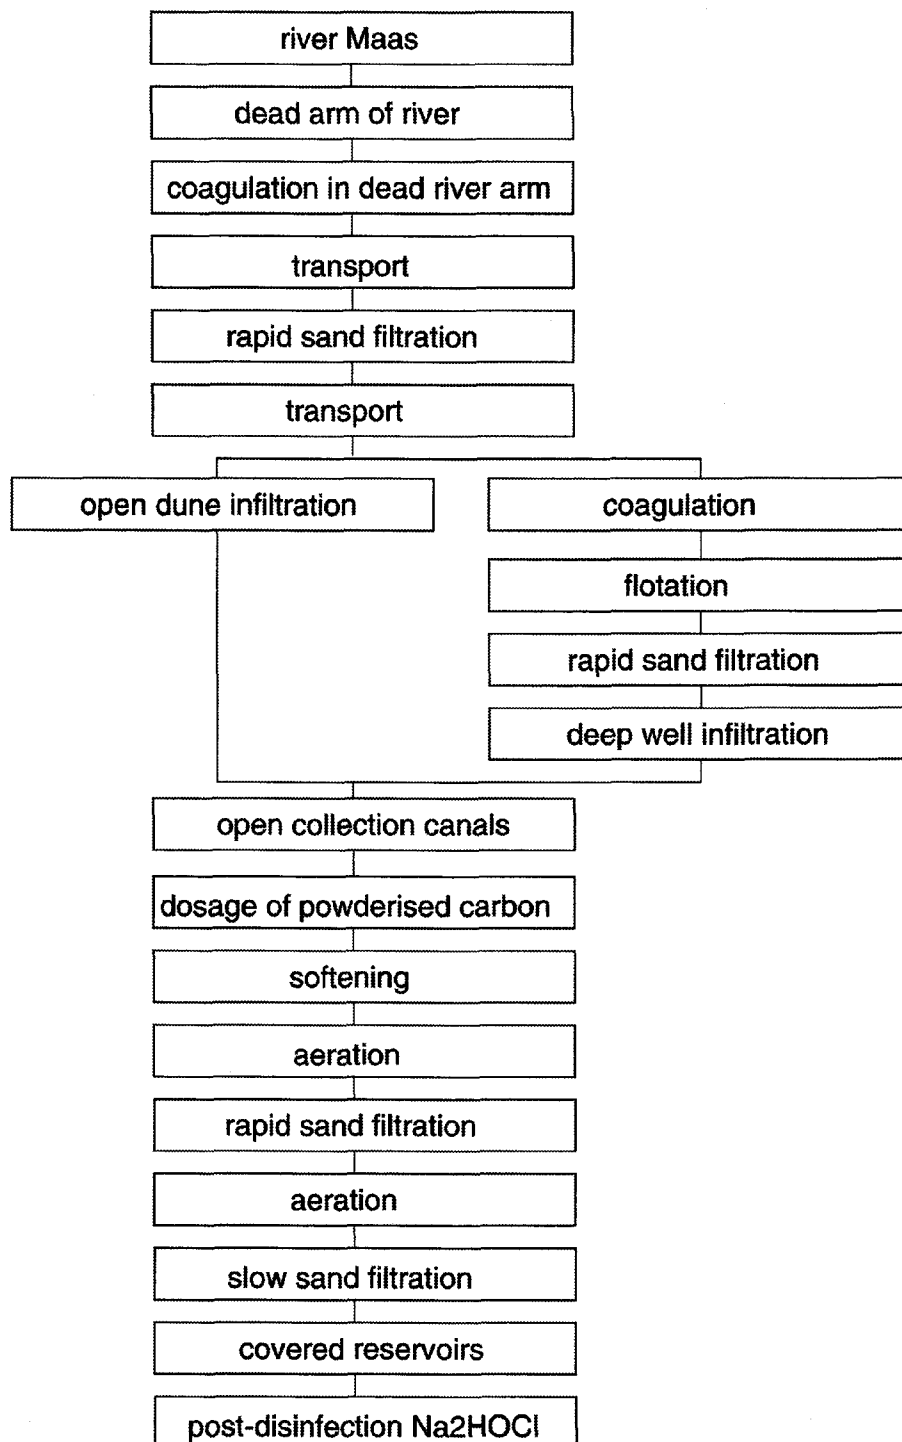 river Maas
dead arm of river
coagulation in dead river arm
transport
rapid sand filtration
transport
open dune infiltration
coagulation
flotation
rapid sand filtration
deep well infiltration
open collection canals
dosage of powderised carbon
softening
aeration
rapid sand filtration
aeration
slow sand filtration
covered reservoirs
post-disinfection Na2HOCl